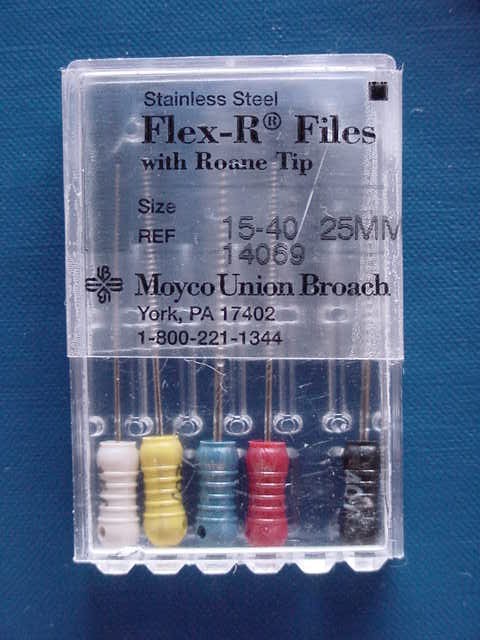 Stainless Steel
Flex-R® Files
with Roane Tip
Size 15-40 25MM
REF 14069
Moyco Union Broach
York, PA 17402
1-800-221-1344